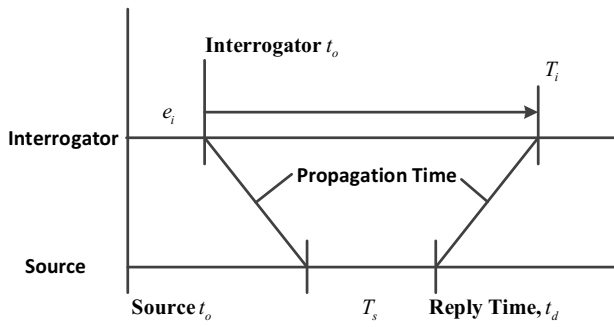 Interrogator t_o
T_i
e_i
Interrogator
Propagation Time
Source
Source t_o
T_s
Reply Time, t_d